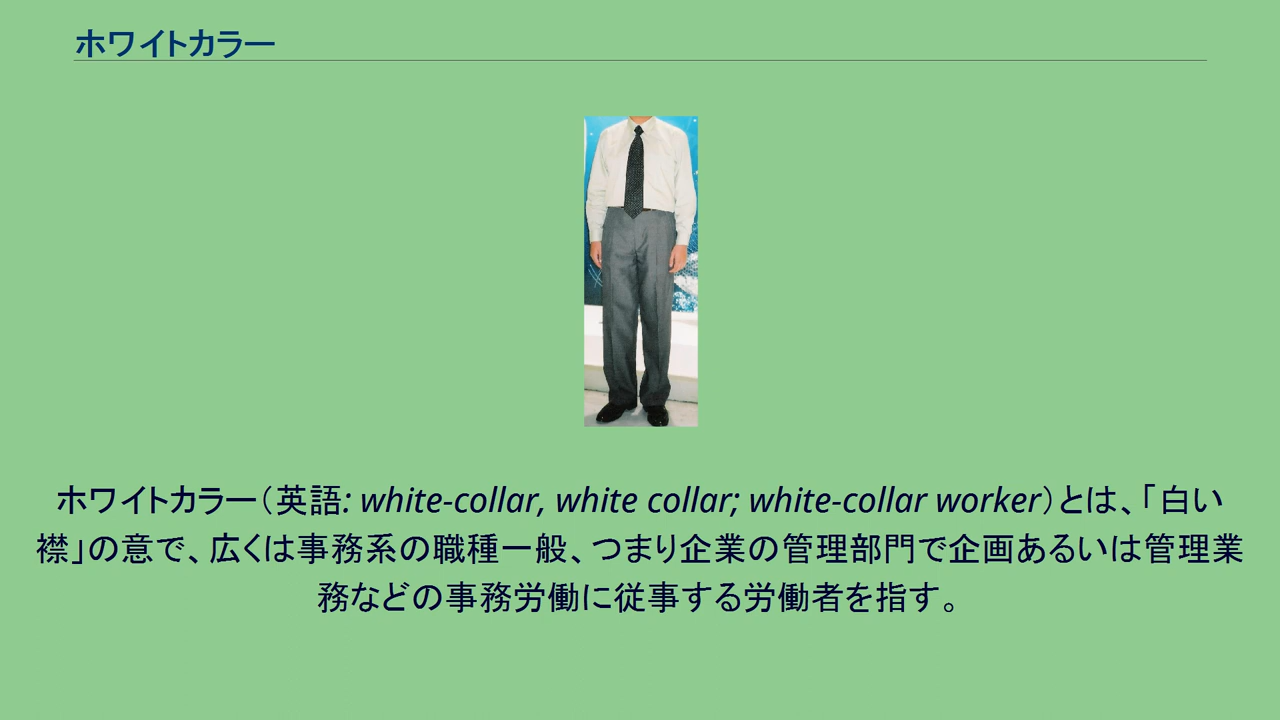 ホワイトカラー
ホワイトカラー（英語: white-collar, white collar; white-collar worker）とは、「白い
襟」の意で、広くは事務系の職種一般、つまり企業の管理部門で企画あるいは管理業
務などの事務労働に従事する労働者を指す。